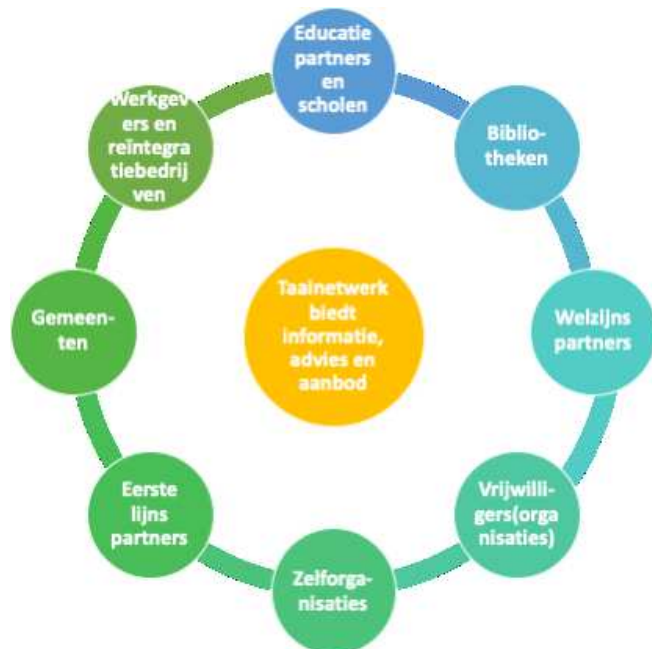 Educatie
partners
en
scholen
Biblio-
theken
Welzijns
partners
Vrijwilli-
gers(orga
nisaties)
Zelforga-
nisaties
Eerste
lijns
partners
Gemeen-
ten
Werkgev
ers en
reïntegra
tiebedrij
ven
Taalnetwerk
biedt
informatie,
advies en
aanbod